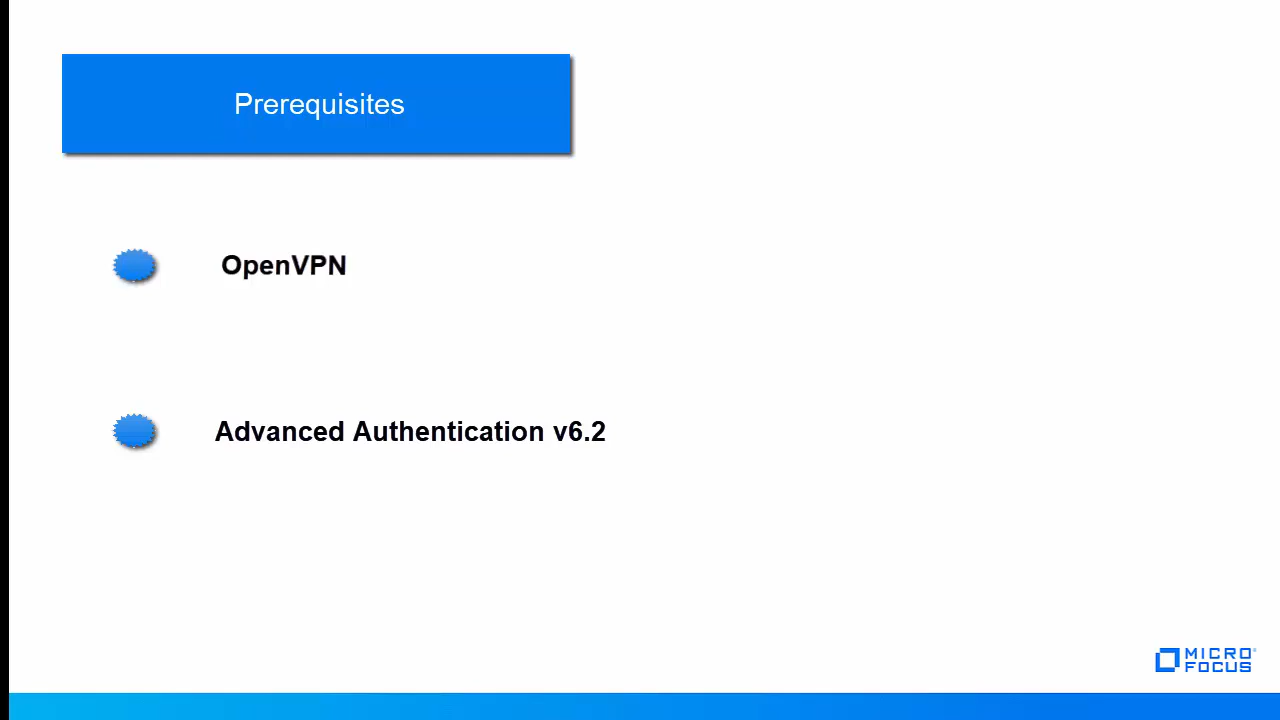 Prerequisites
OpenVPN
Advanced Authentication v6.2
MICRO
FOCUS